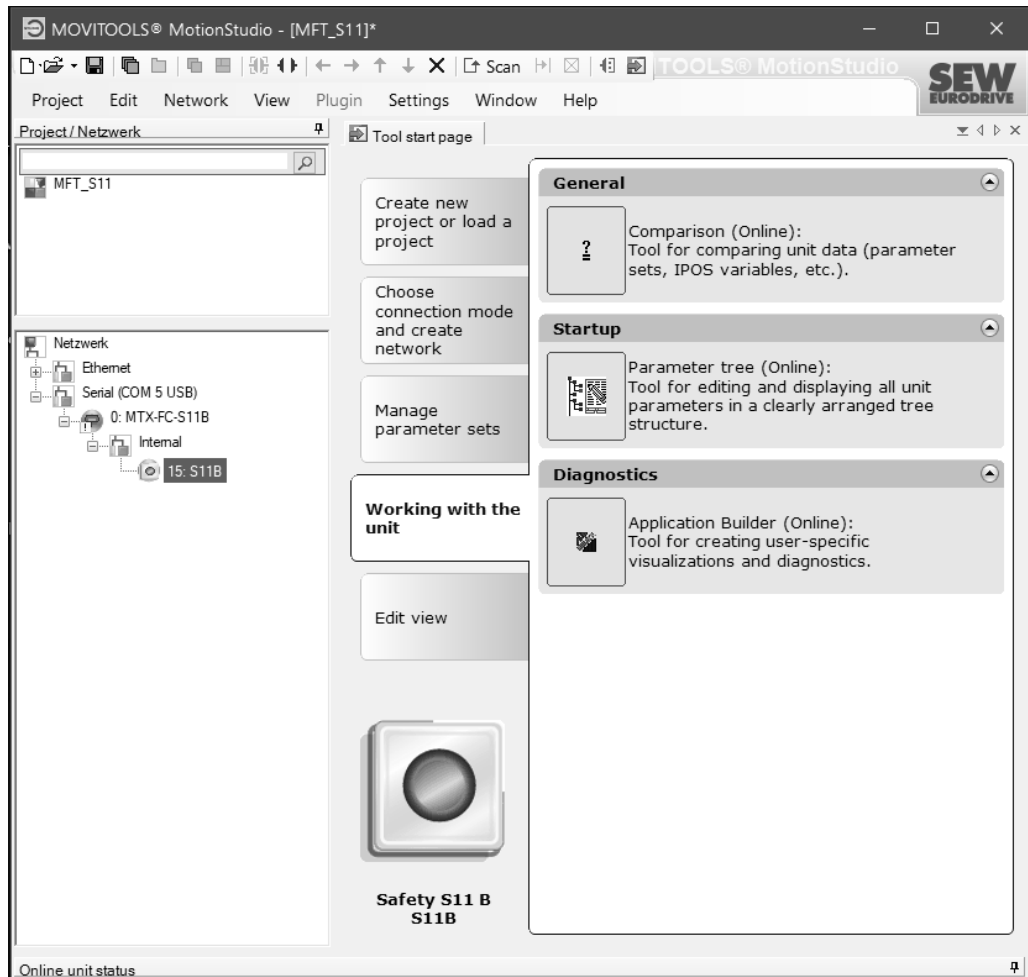 MOVITOOLS® MotionStudio - [MFT_S11]*
Scan
TOOLS® MotionStudio
SEW
EURODRIVE
Project Edit Network View Plugin Settings Window Help
Project / Netzwerk
MFT_S11
Netzwerk
Ethernet
Serial (COM 5 USB)
0: MTX-FC-S11B
Internal
15: S11B
Tool start page
Create new
project or load a
project
Choose
connection mode
and create
network
Manage
parameter sets
Working with the
unit
Edit view
Safety S11 B
S11B
General
?
Comparison (Online):
Tool for comparing unit data (parameter
sets, IPOS variables, etc.).
Startup
Parameter tree (Online):
Tool for editing and displaying all unit
parameters in a clearly arranged tree
structure.
Diagnostics
Application Builder (Online):
Tool for creating user-specific
visualizations and diagnostics.
Online unit status